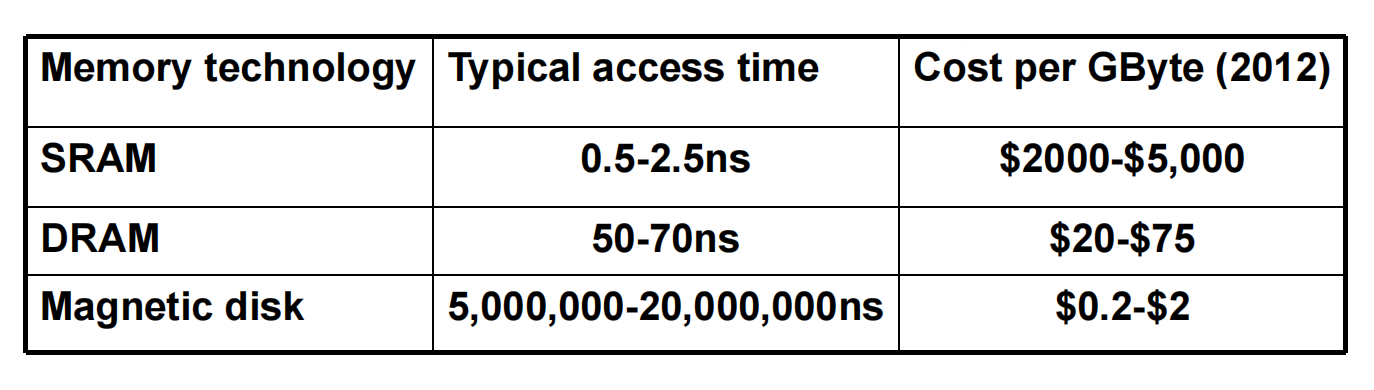 Memory technology Typical access time Cost per GByte (2012)
SRAM 0.5-2.5ns $2000-$5,000
DRAM 50-70ns $20-$75
Magnetic disk 5,000,000-20,000,000ns $0.2-$2